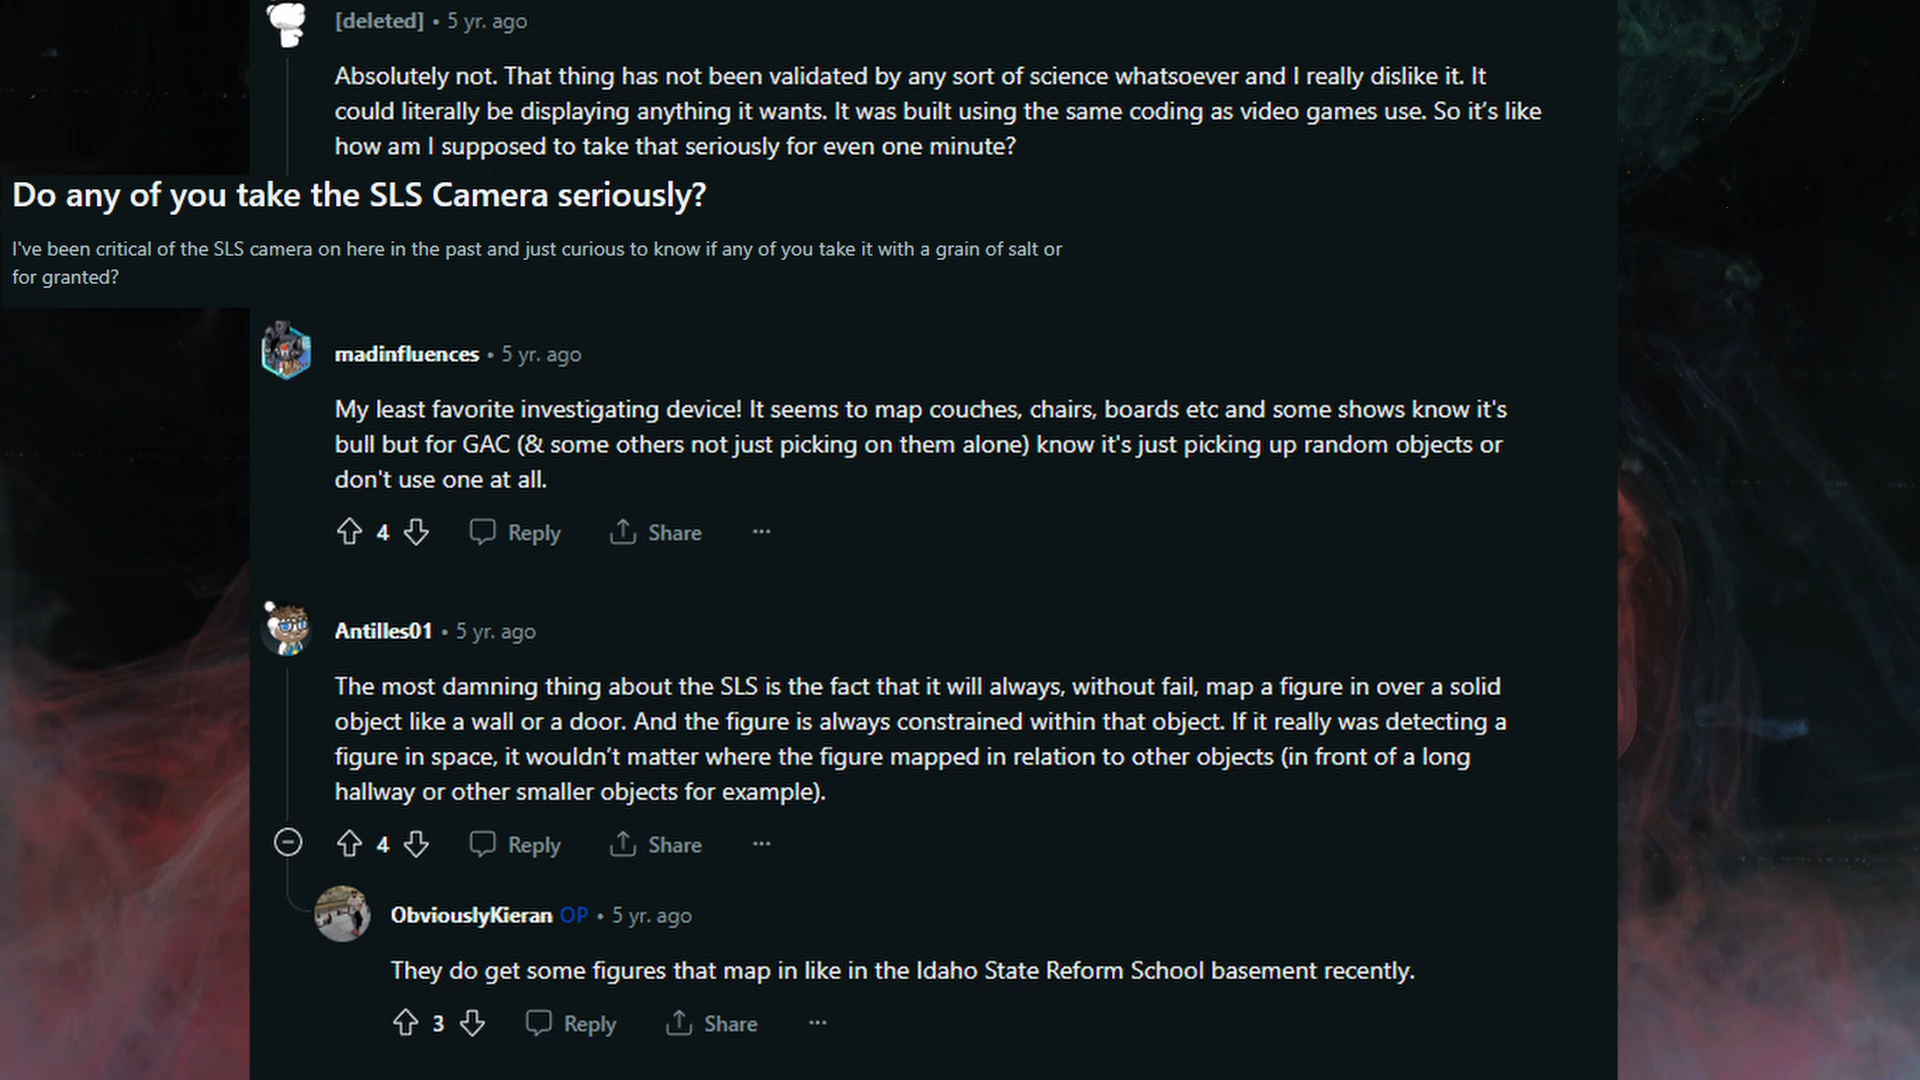 [deleted] • 5 yr. ago
Absolutely not. That thing has not been validated by any sort of science whatsoever and I really dislike it. It
could literally be displaying anything it wants. It was built using the same coding as video games use. So it’s like
how am I supposed to take that seriously for even one minute?
Do any of you take the SLS Camera seriously?
I've been critical of the SLS camera on here in the past and just curious to know if any of you take it with a grain of salt or
for granted?
madinfluences • 5 yr. ago
My least favorite investigating device! It seems to map couches, chairs, boards etc and some shows know it's
bull but for GAC (& some others not just picking on them alone) know it's just picking up random objects or
don't use one at all.
4 Reply Share ...
Antilles01 • 5 yr. ago
The most damning thing about the SLS is the fact that it will always, without fail, map a figure in over a solid
object like a wall or a door. And the figure is always constrained within that object. If it really was detecting a
figure in space, it wouldn’t matter where the figure mapped in relation to other objects (in front of a long
hallway or other smaller objects for example).
4 Reply Share ...
ObviouslyKieran OP • 5 yr. ago
They do get some figures that map in like in the Idaho State Reform School basement recently.
3 Reply Share ...